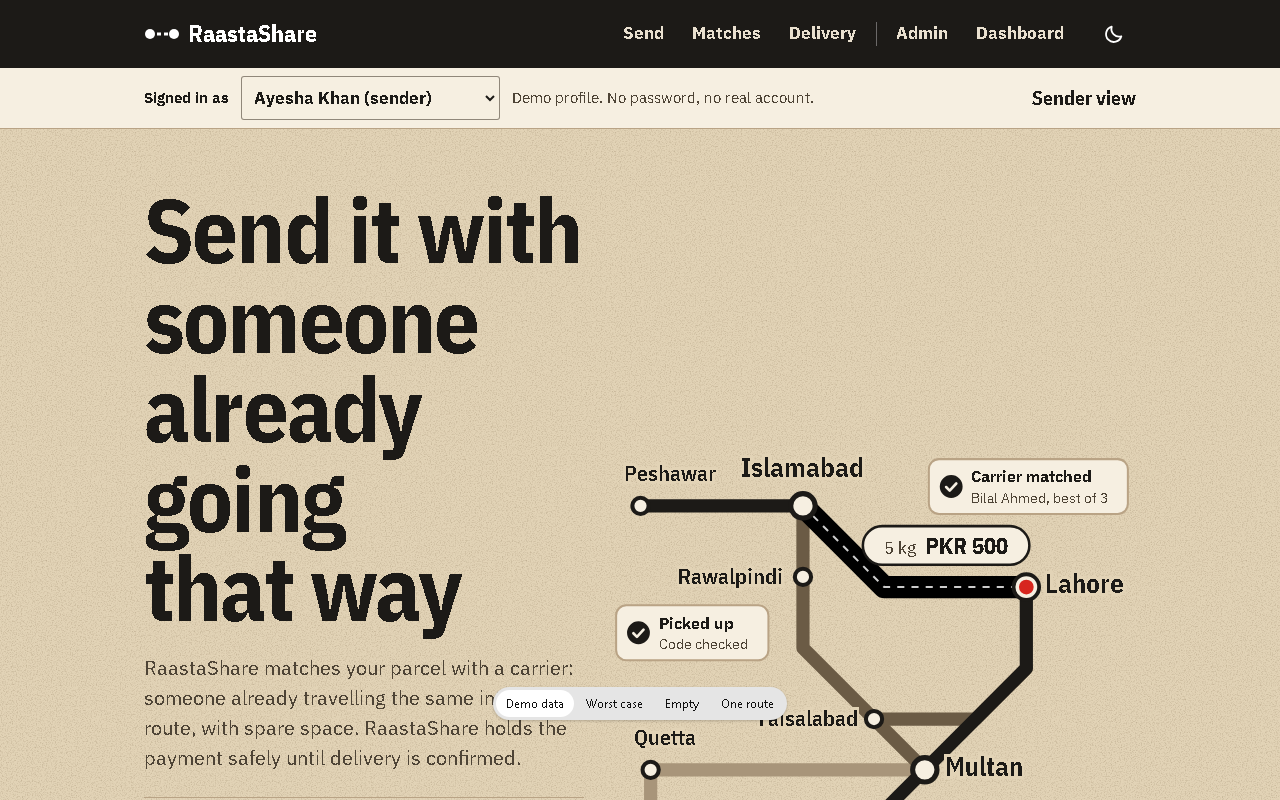 RaastaShare
Send
Matches
Delivery
Admin
Dashboard
Signed in as
Ayesha Khan (sender)
Demo profile. No password, no real account.
Sender view
Send it with
someone
already
going
that way
RaastaShare matches your parcel with a carrier:
someone already travelling the same
route, with spare space. RaastaShare holds the
payment safely until delivery is confirmed.
Demo data
Worst case
Empty
One route
Peshawar
Islamabad
Carrier matched
Bilal Ahmed, best of 3
5 kg PKR 500
Rawalpindi
Lahore
Picked up
Code checked
Faisalabad
Quetta
Multan